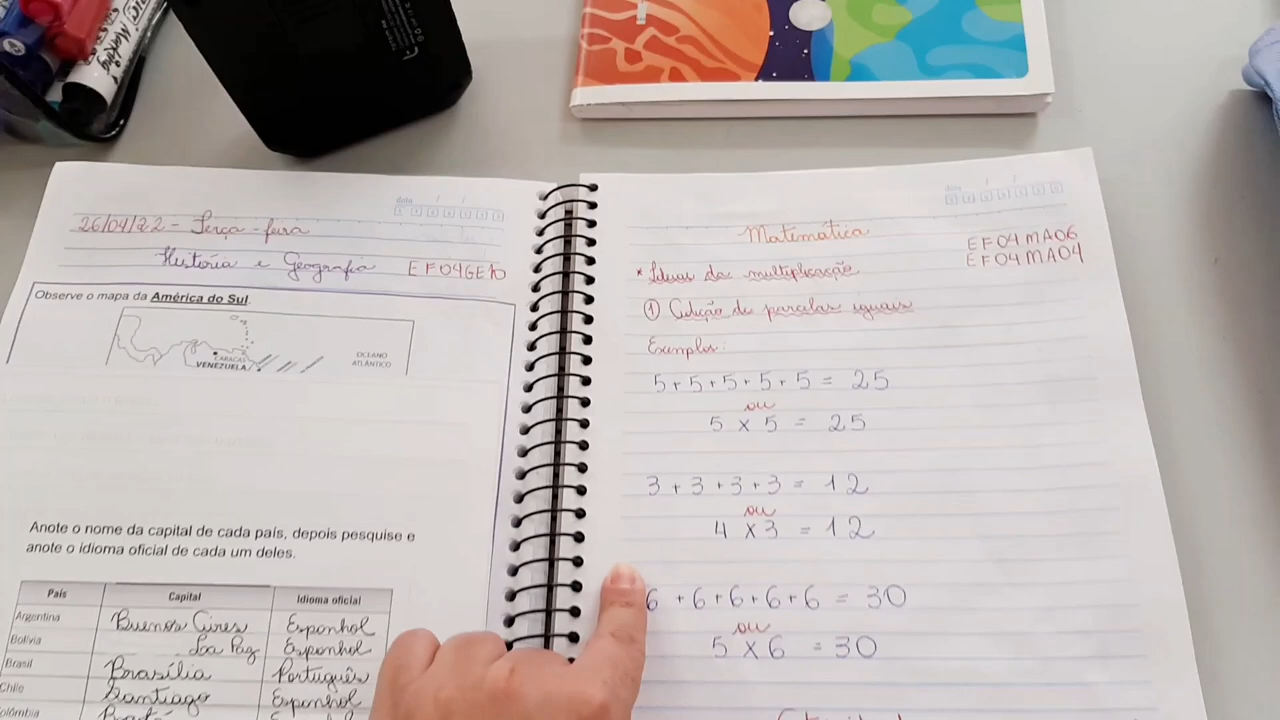 26/04/22 - Terça-feira
História e Geografia EF04GE10
Observe o mapa da América do Sul.
CARACAS
VENEZUELA
OCEANO
ATLÂNTICO
Anote o nome da capital de cada país, depois pesquise e
anote o idioma oficial de cada um deles.
País Capital Idioma oficial
Argentina Buenos Aires Espanhol
Bolívia La Paz Espanhol
Brasil Brasília Português
Chile Santiago Espanhol
Colômbia
data / /
Matemática
EF04MA06
EF04MA04
* Ideias da multiplicação
① Adição de parcelas iguais
Exemplos:
5+5+5+5+5 = 25
ou
5 x 5 = 25
3+3+3+3 = 12
ou
4 x 3 = 12
6+6+6+6+6 = 30
ou
5 x 6 = 30